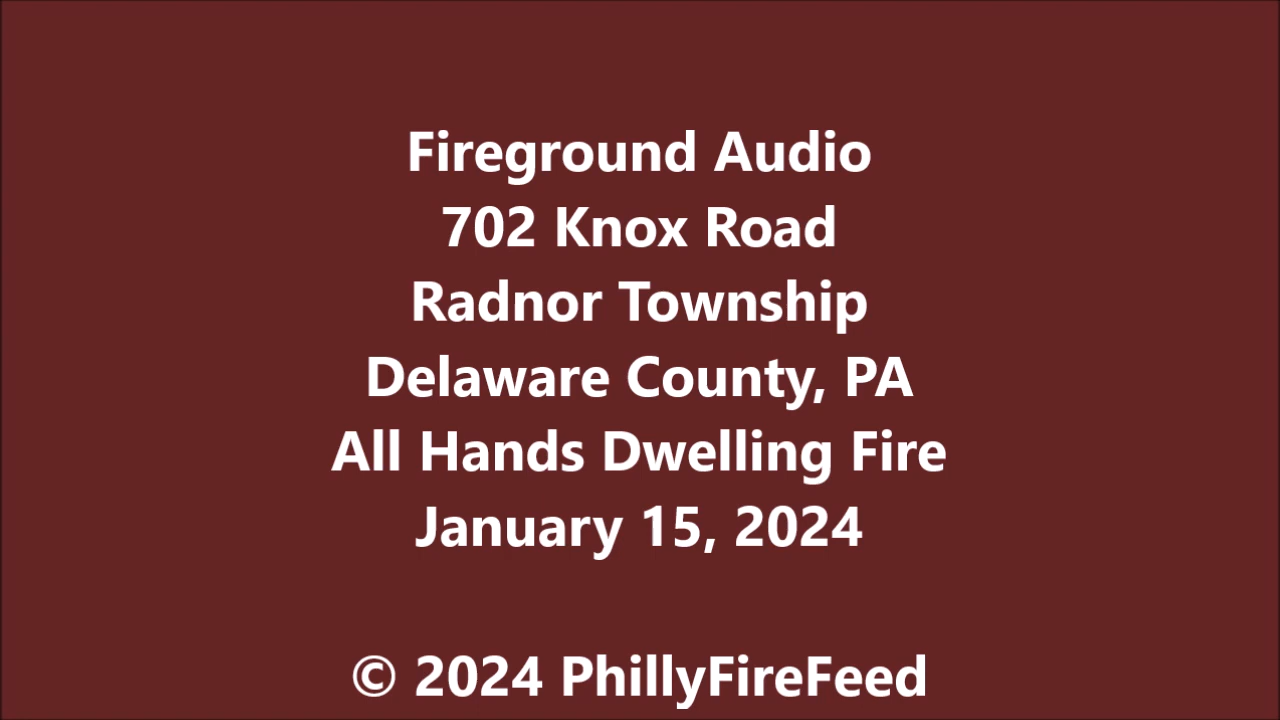 Fireground Audio
702 Knox Road
Radnor Township
Delaware County, PA
All Hands Dwelling Fire
January 15, 2024
© 2024 PhillyFireFeed